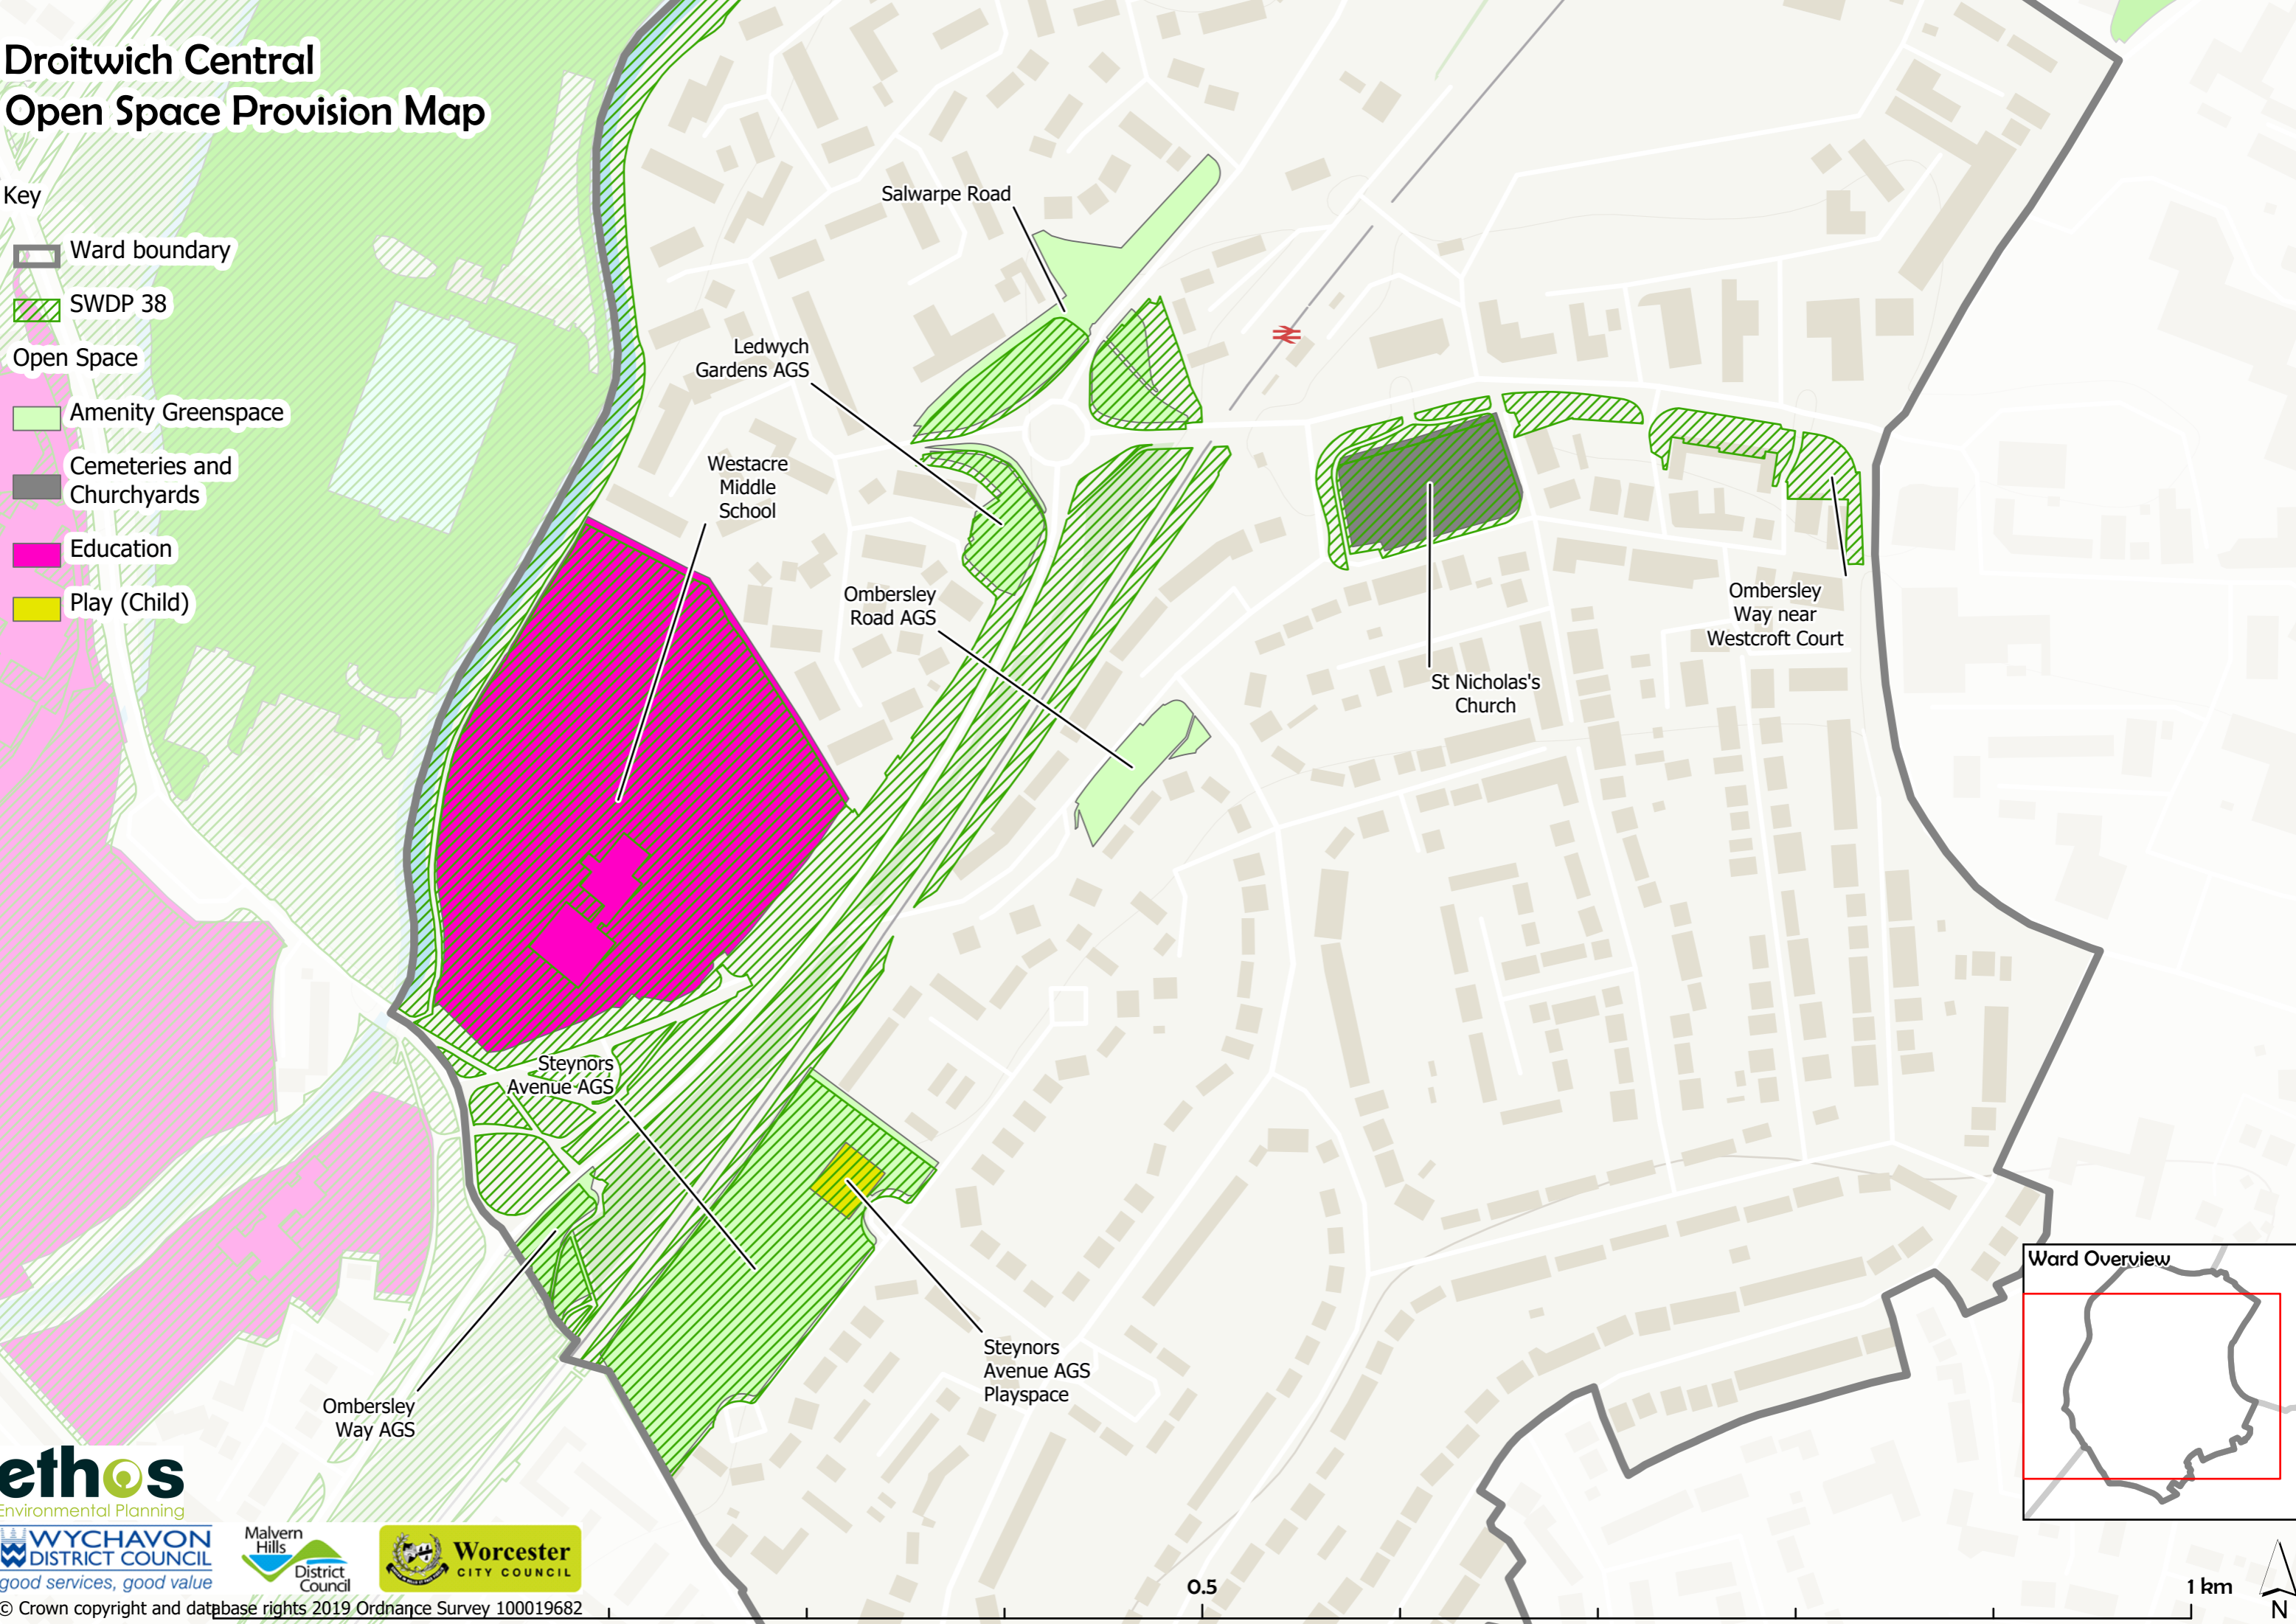 Droitwich Central
Open Space Provision Map
Key
Ward boundary
SWDP 38
Open Space
Amenity Greenspace
Cemeteries and
Churchyards
Education
Play (Child)
Salwarpe Road
Ledwych
Gardens AGS
Westacre
Middle
School
Ombersley
Road AGS
Ombersley
Way near
Westcroft Court
St Nicholas's
Church
Steynors
Avenue AGS
Steynors
Avenue AGS
Playspace
Ombersley
Way AGS
Ward Overview
ethos
Environmental Planning
WYCHAVON
DISTRICT COUNCIL
good services, good value
Malvern
Hills
District
Council
Worcester
CITY COUNCIL
© Crown copyright and database rights 2019 Ordnance Survey 100019682
0.5
1 km
N